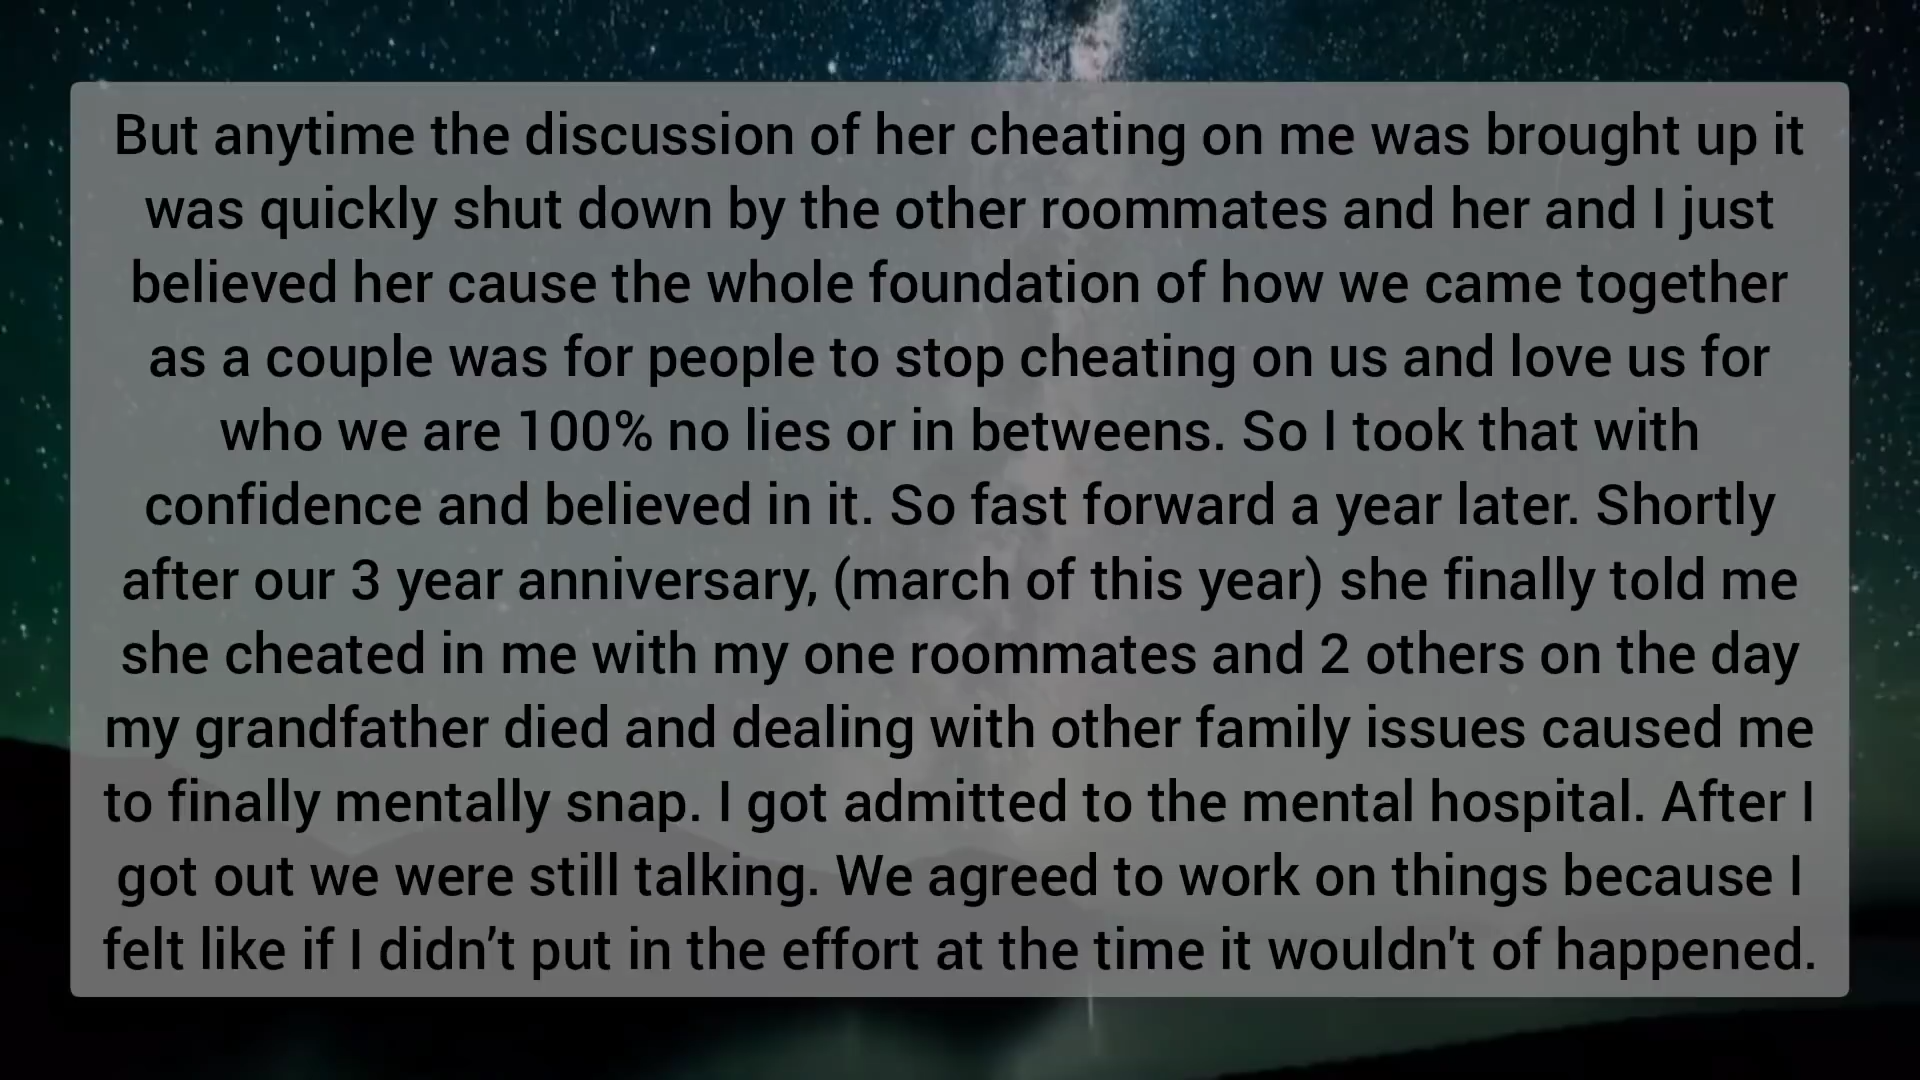 But anytime the discussion of her cheating on me was brought up it
was quickly shut down by the other roommates and her and I just
believed her cause the whole foundation of how we came together
as a couple was for people to stop cheating on us and love us for
who we are 100% no lies or in betweens. So I took that with
confidence and believed in it. So fast forward a year later. Shortly
after our 3 year anniversary, (march of this year) she finally told me
she cheated in me with my one roommates and 2 others on the day
my grandfather died and dealing with other family issues caused me
to finally mentally snap. I got admitted to the mental hospital. After I
got out we were still talking. We agreed to work on things because I
felt like if I didn’t put in the effort at the time it wouldn't of happened.